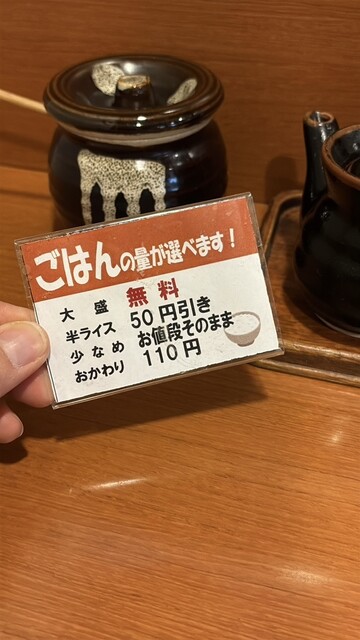 ごはんの量が選べます!
大盛 無料
半ライス 50円引き
少なめ お値段そのまま
おかわり 110円